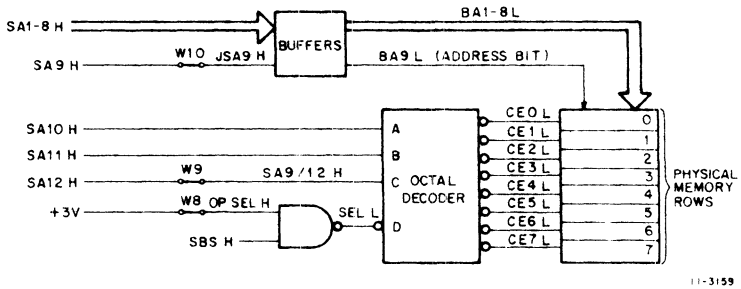 SA1-8 H
BA1-8L
BUFFERS
SA9 H
W10
JSA9 H
BA9 L (ADDRESS BIT)
SA10 H
A
CE0 L
0
SA11 H
B
CE1 L
1
SA12 H
W9
SA9/12 H
C
OCTAL
DECODER
CE2 L
2
CE3 L
3
CE4 L
4
+3V
W8
OP SEL H
SEL L
D
CE5 L
5
SBS H
CE6 L
6
CE7 L
7
PHYSICAL
MEMORY
ROWS
11-3159